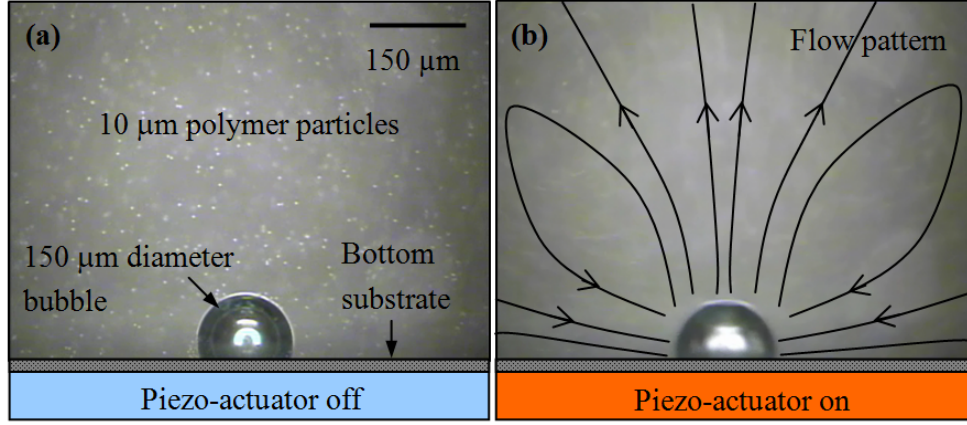 (a)
150 µm
10 µm polymer particles
150 µm diameter
bubble
Bottom
substrate
Piezo-actuator off
(b)
Flow pattern
Piezo-actuator on